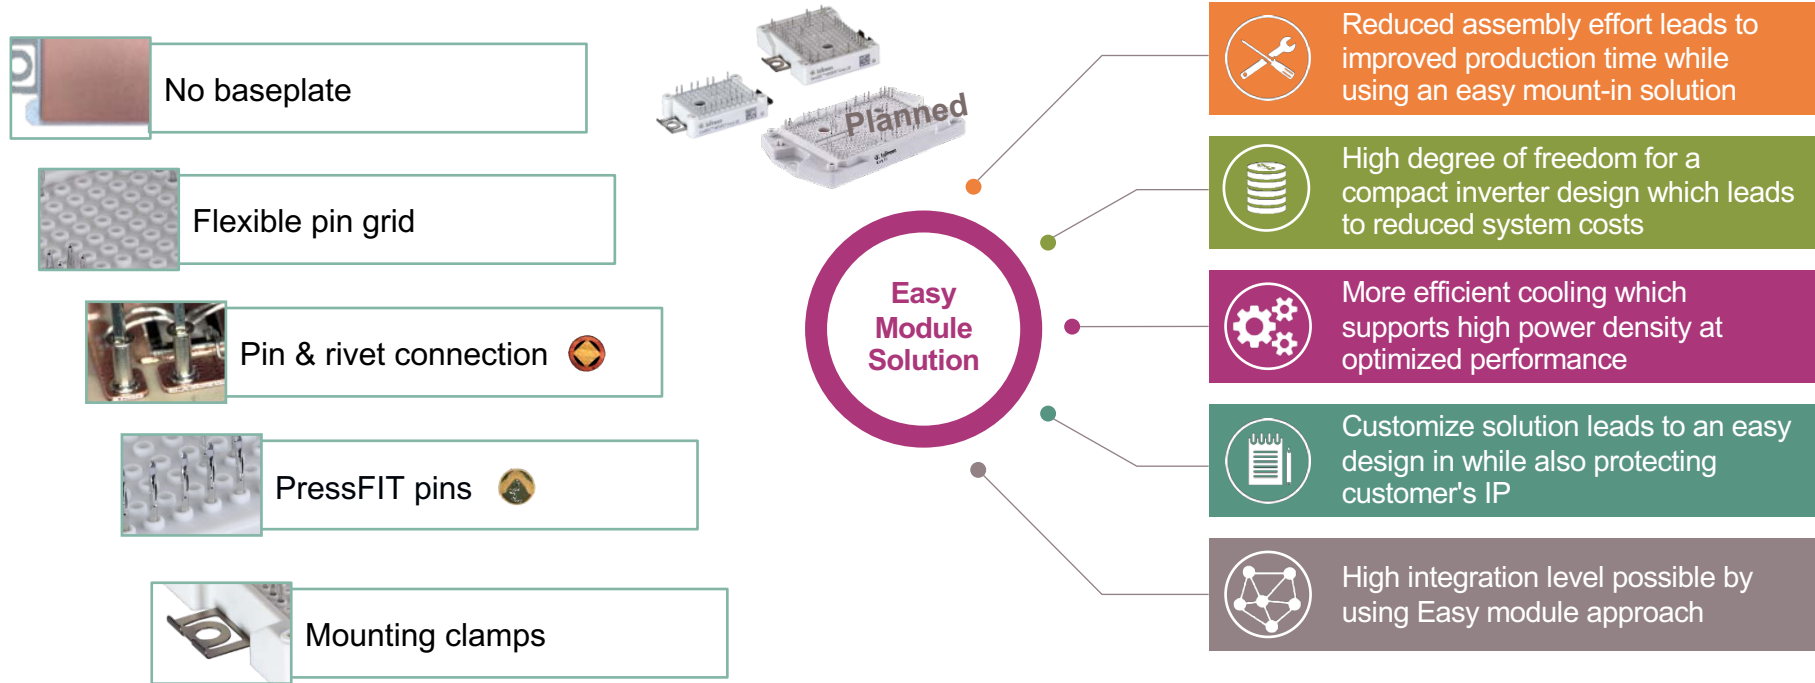 No baseplate
Flexible pin grid
Pin & rivet connection
PressFIT pins
Mounting clamps
Planned
Easy
Module
Solution
Reduced assembly effort leads to
improved production time while
using an easy mount-in solution
High degree of freedom for a
compact inverter design which leads
to reduced system costs
More efficient cooling which
supports high power density at
optimized performance
Customize solution leads to an easy
design in while also protecting
customer's IP
High integration level possible by
using Easy module approach